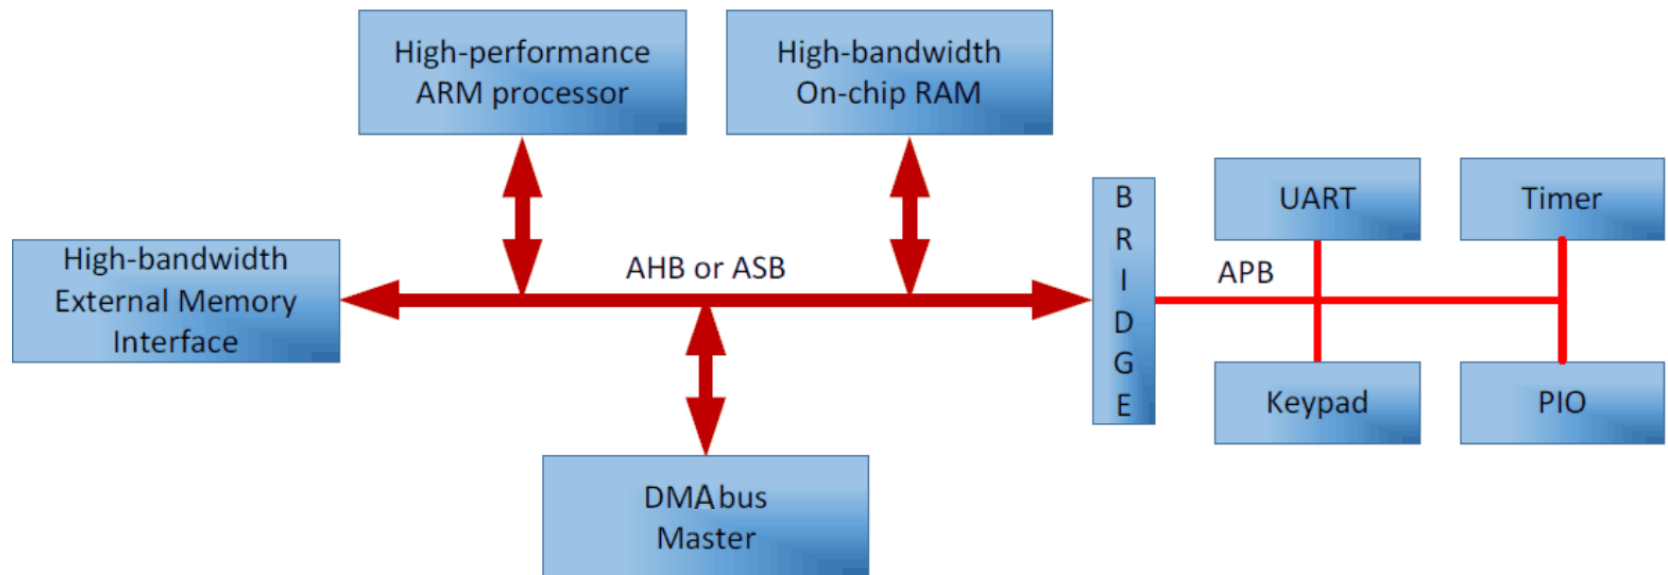 High-performance
ARM processor
High-bandwidth
On-chip RAM
High-bandwidth
External Memory
Interface
AHB or ASB
DMA bus
Master
B
R
I
D
G
E
APB
UART
Timer
Keypad
PIO